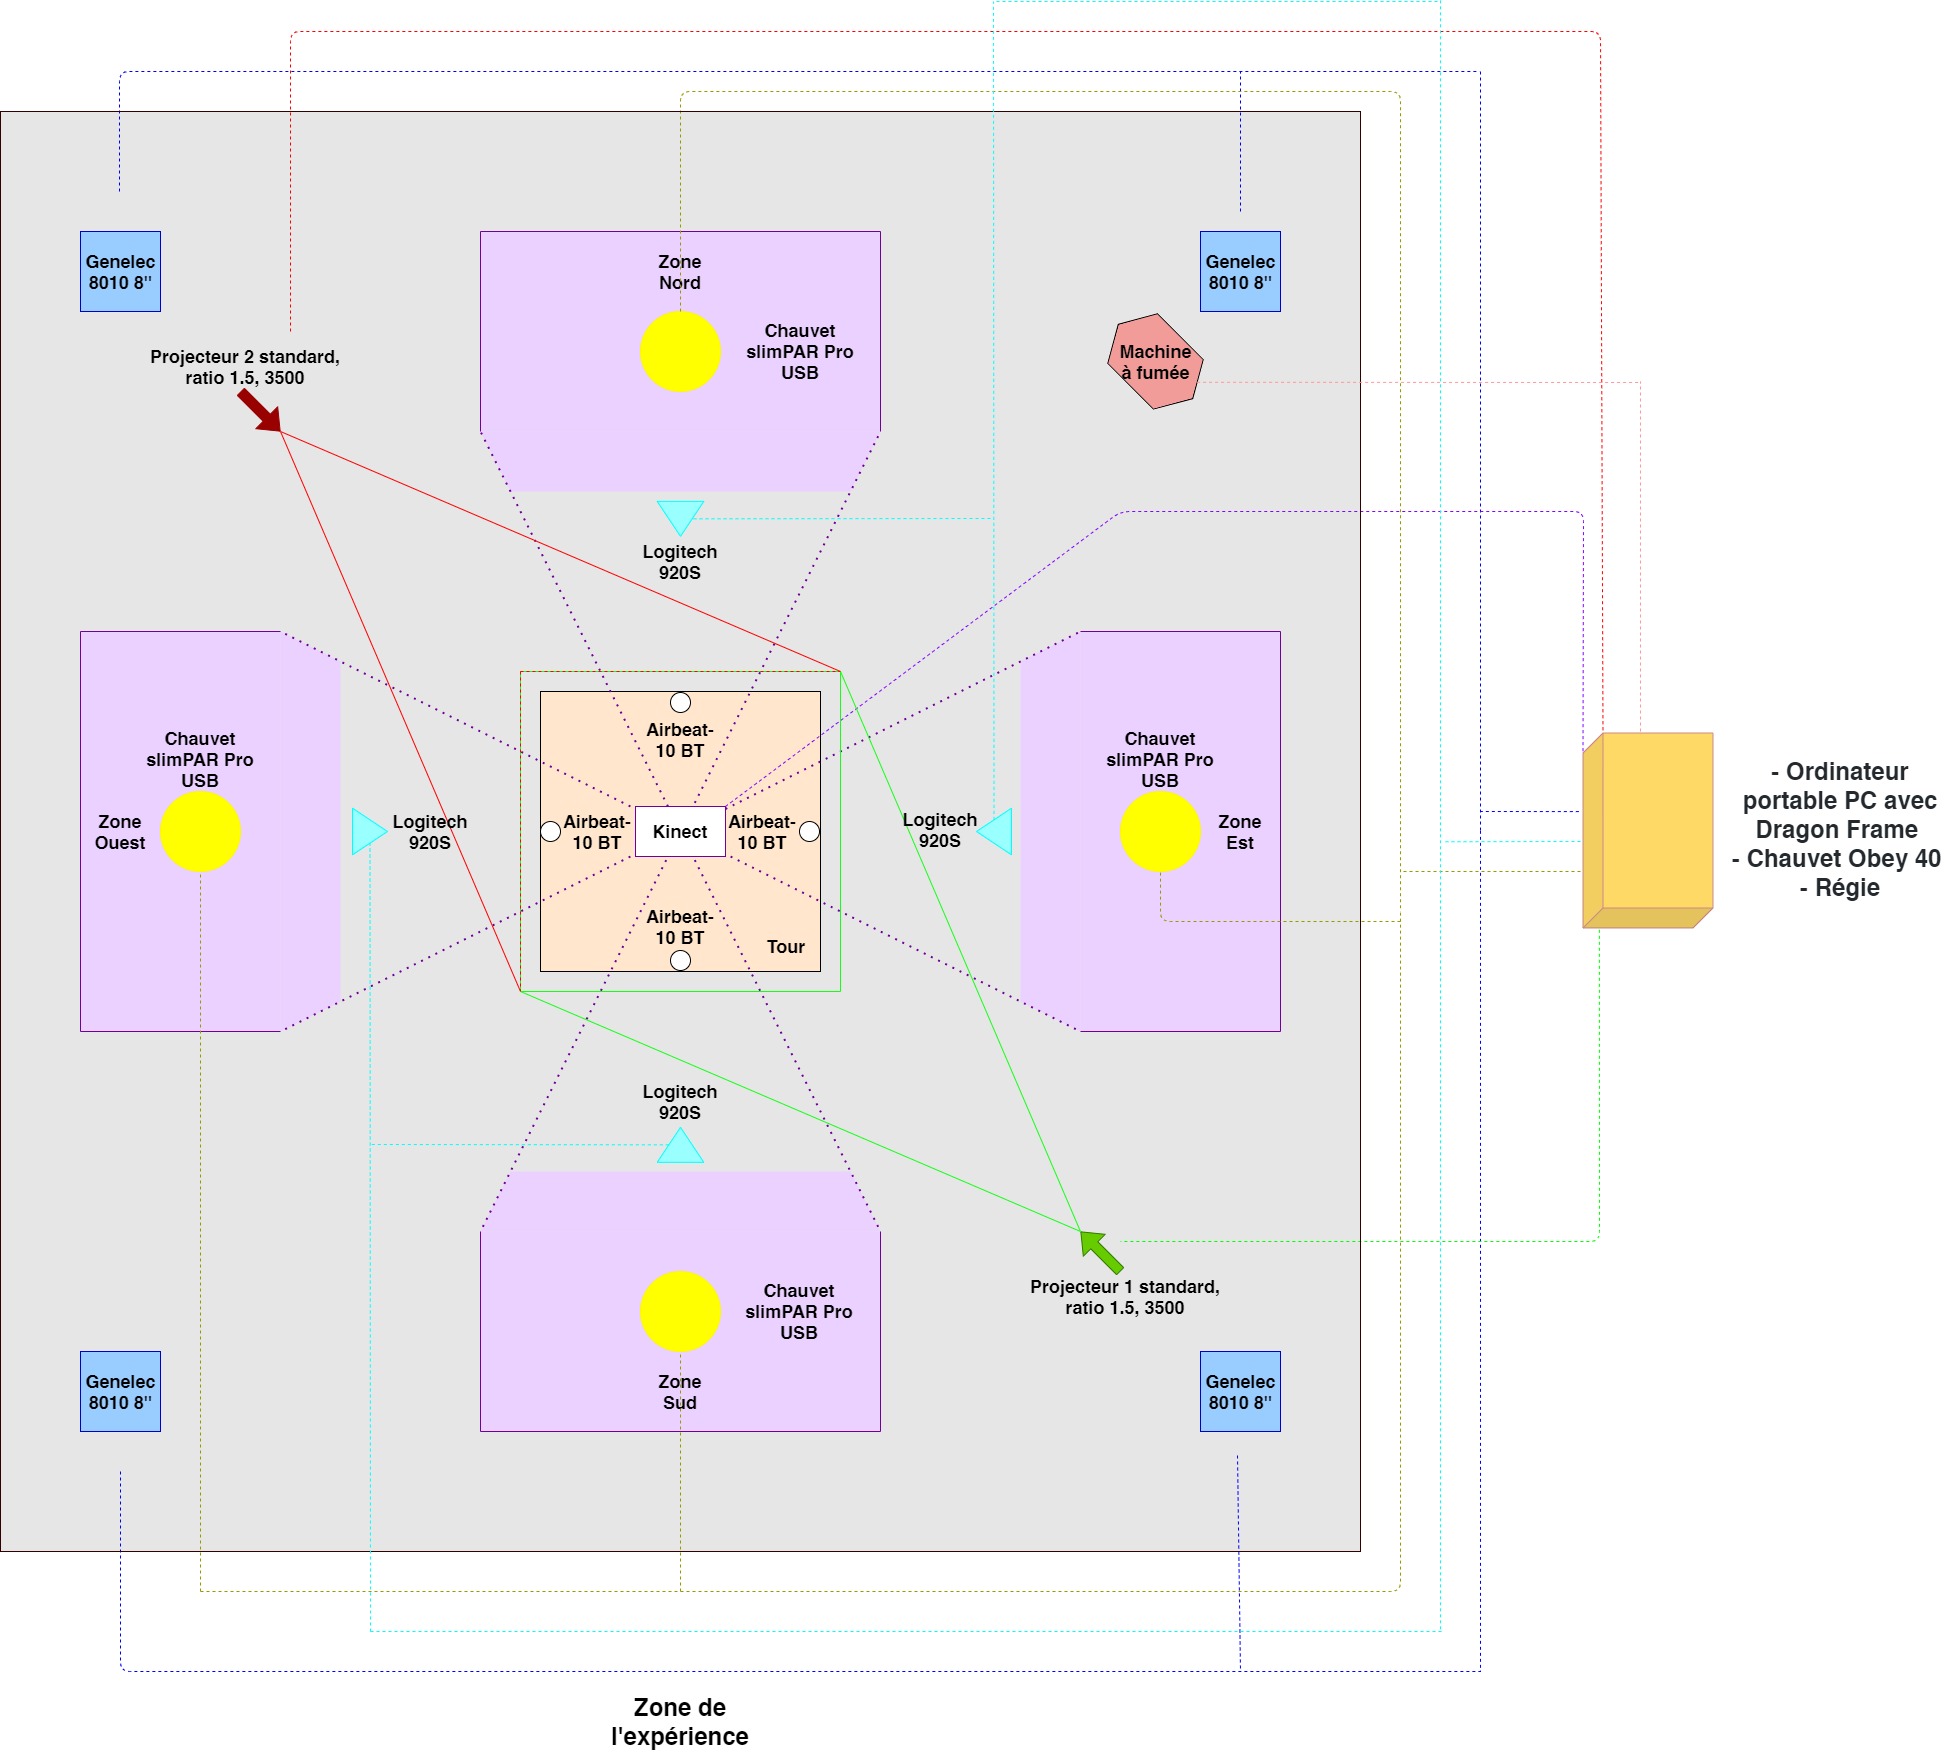 Genelec
8010 8"
Zone
Nord
Genelec
8010 8"
Chauvet
slimPAR Pro
USB
Machine
à fumée
Projecteur 2 standard,
ratio 1.5, 3500
Logitech
920S
Chauvet
slimPAR Pro
USB
Zone
Ouest
Logitech
920S
Airbeat-
10 BT
Airbeat-
10 BT
Kinect
Airbeat-
10 BT
Airbeat-
10 BT
Tour
Logitech
920S
Chauvet
slimPAR Pro
USB
Zone
Est
- Ordinateur
portable PC avec
Dragon Frame
- Chauvet Obey 40
- Régie
Logitech
920S
Chauvet
slimPAR Pro
USB
Zone
Sud
Projecteur 1 standard,
ratio 1.5, 3500
Genelec
8010 8"
Genelec
8010 8"
Zone de
l'expérience